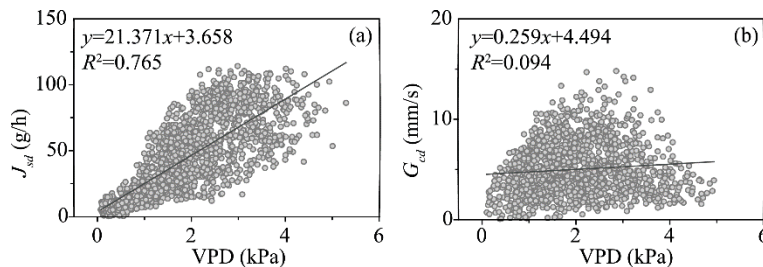 y=21.371x+3.658
R²=0.765
(a)
150
100
50
0
J_sd (g/h)
0 2 4 6
VPD (kPa)
y=0.259x+4.494
R²=0.094
(b)
20
10
0
G_cd (mm/s)
0 2 4 6
VPD (kPa)